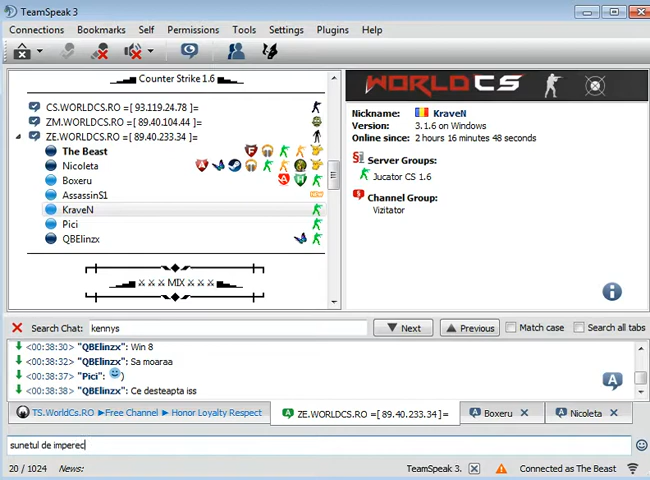 TeamSpeak 3
Connections Bookmarks Self Permissions Tools Settings Plugins Help
Counter Strike 1.6
CS.WORLDCS.RO =[ 93.119.24.78 ]=
ZM.WORLDCS.RO =[ 89.40.104.44 ]=
ZE.WORLDCS.RO =[ 89.40.233.34 ]=
The Beast
Nicoleta
Boxeru
AssasinS1
KraveN
Pici
QBElinzx
MIX
WORLDCS
Nickname: KraveN
Version: 3.1.6 on Windows
Online since: 2 hours 16 minutes 48 seconds
Server Groups:
Jucator CS 1.6
Channel Group:
Vizitator
Search Chat: kennys Next Previous Match case Search all tabs
<00:38:30> "QBElinzx": Win 8
<00:38:32> "QBElinzx": Sa moaraa
<00:38:37> "Pici": )
<00:38:38> "QBElinzx": Ce desteapta iss
TS.WorldCs.RO Free Channel Honor Loyalty Respect ZE.WORLDCS.RO =[ 89.40.233.34 ]= Boxeru Nicoleta
sunetul de imperec
20 / 1024 News: TeamSpeak 3. Connected as The Beast